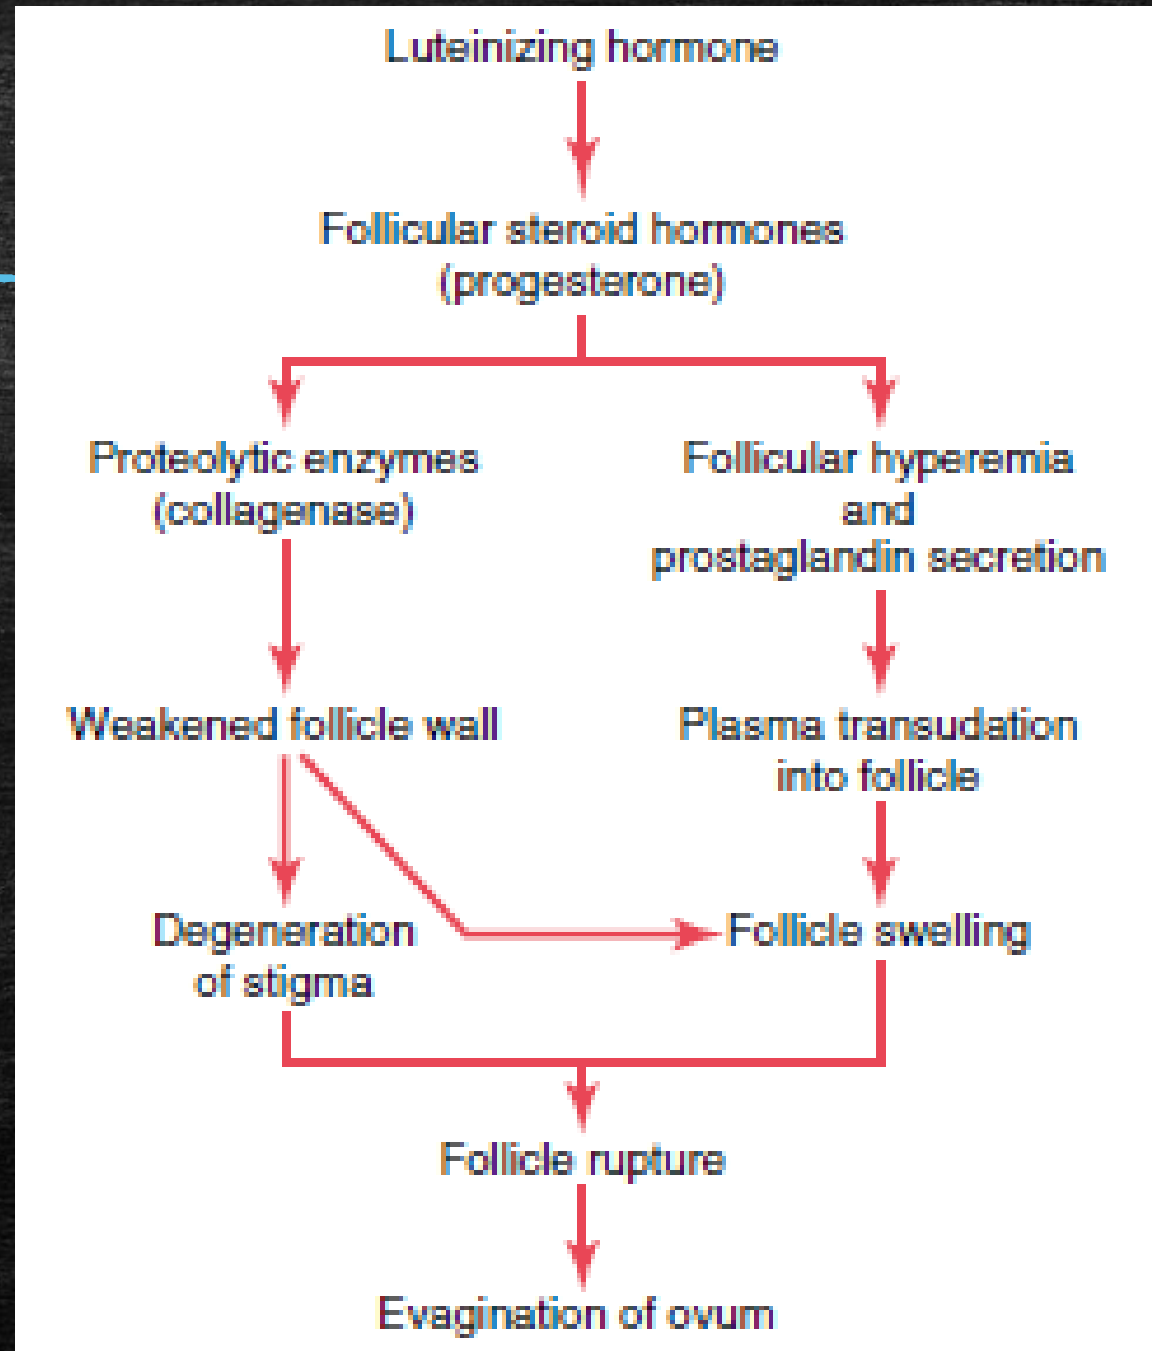 Luteinizing hormone
Follicular steroid hormones
(progesterone)
Proteolytic enzymes
(collagenase)
Follicular hyperemia
and
prostaglandin secretion
Weakened follicle wall
Plasma transudation
into follicle
Degeneration
of stigma
Follicle swelling
Follicle rupture
Evagination of ovum